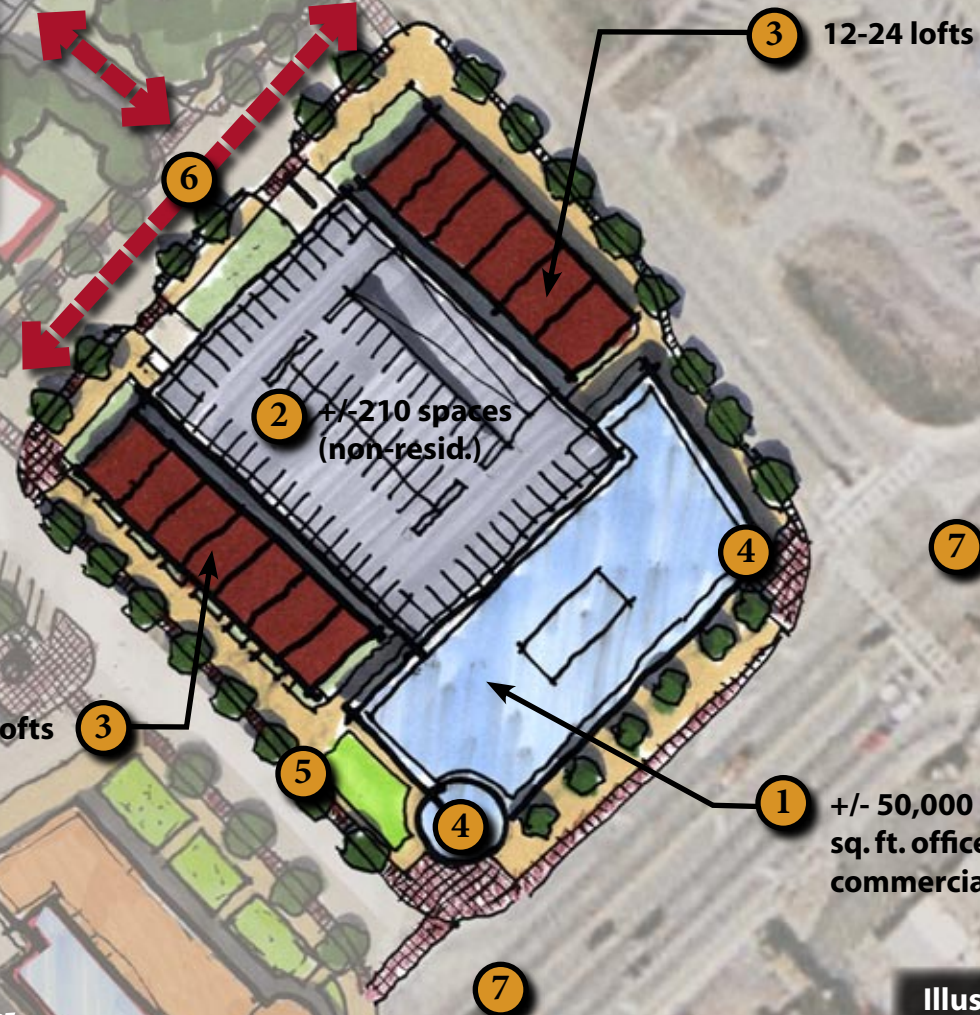 3 12-24 lofts
6
2 +/-210 spaces
(non-resid.)
4
7
3
5
4
1 +/- 50,000
sq. ft. office
commercia
7
Illus